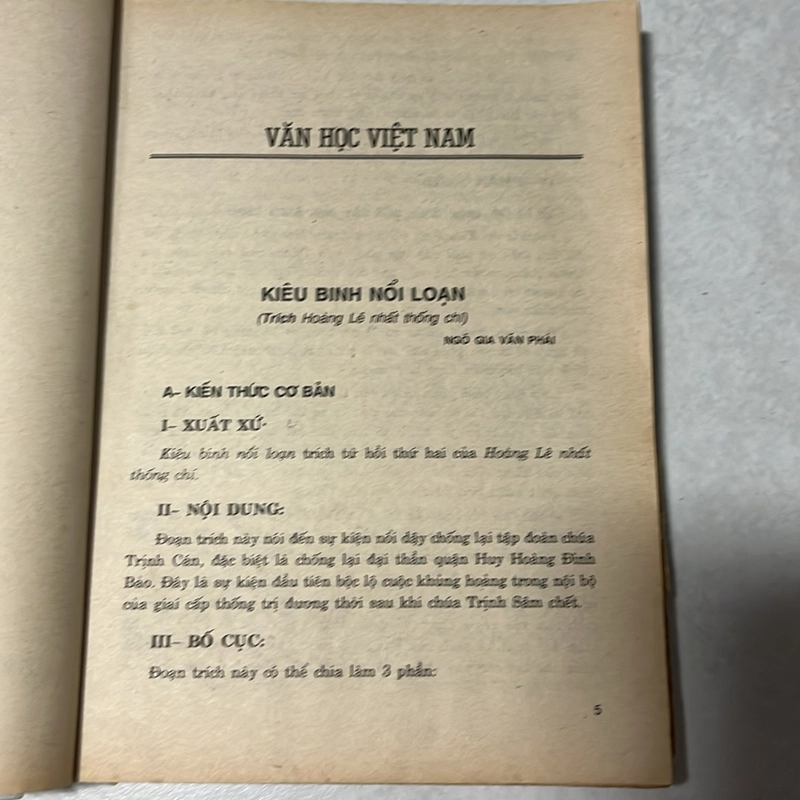 VĂN HỌC VIỆT NAM
KIÊU BINH NỔI LOẠN
(Trích Hoàng Lê nhất thống chí)
NGÔ GIA VĂN PHÁI
A- KIẾN THỨC CƠ BẢN
I- XUẤT XỨ
Kiêu binh nổi loạn trích từ hồi thứ hai của Hoàng Lê nhất
thống chí.
II- NỘI DUNG:
Đoạn trích này nói đến sự kiện nổi dậy chống lại tập đoàn chúa
Trịnh Cán, đặc biệt là chống lại đại thần quận Huy Hoàng Đình
Bảo. Đây là sự kiện đầu tiên bộc lộ cuộc khủng hoảng trong nội bộ
của giai cấp thống trị đương thời sau khi chúa Trịnh Sâm chết.
III- BỐ CỤC:
Đoạn trích này có thể chia làm 3 phần:
5